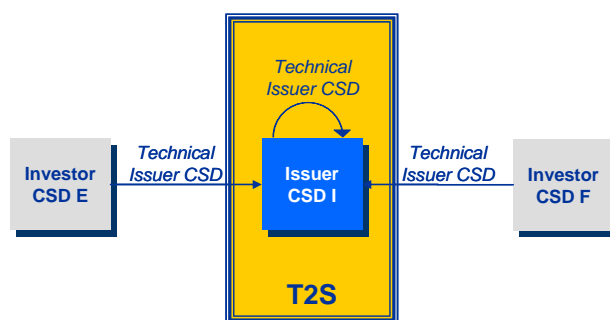 Technical
Issuer CSD
Investor
CSD E
Technical
Issuer CSD
Issuer
CSD I
Technical
Issuer CSD
Investor
CSD F
T2S